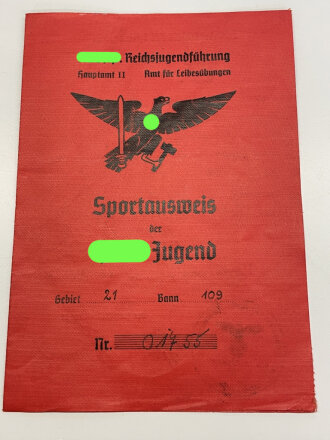 Reichsjugendführung
Hauptamt II Amt für Leibesübungen
Sportausweis
der
Jugend
Gebiet 21 Bann 109
Nr. 01755